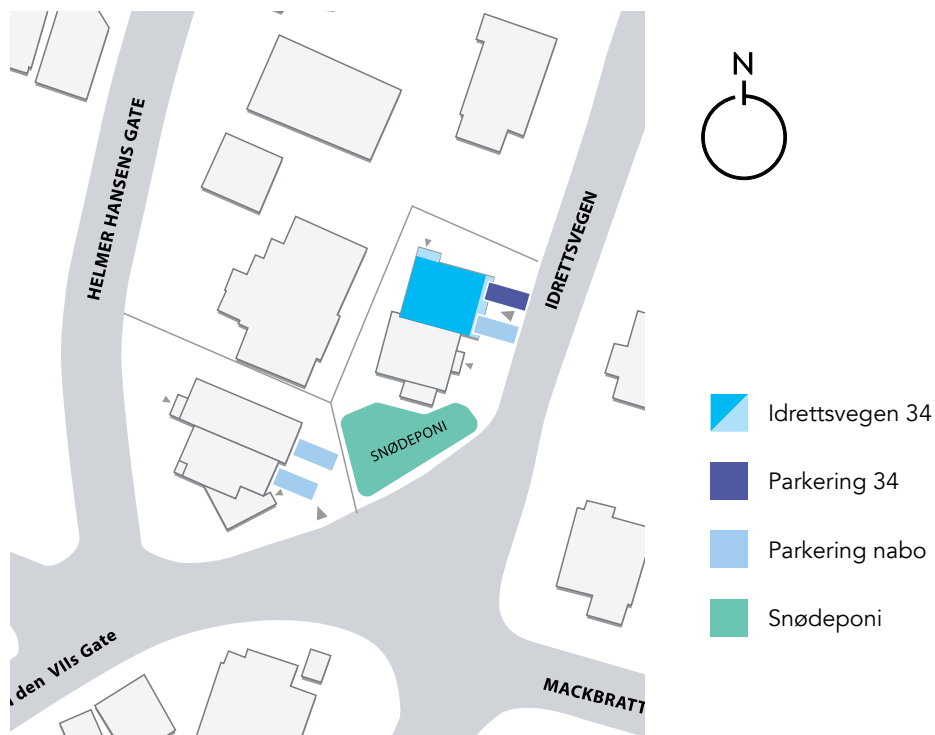 N
HELMER HANSENS GATE
IDRETTSVEGEN
SNØDEPONI
den VIIs Gate
MACKBRATT
Idrettsvegen 34
Parkering 34
Parkering nabo
Snødeponi